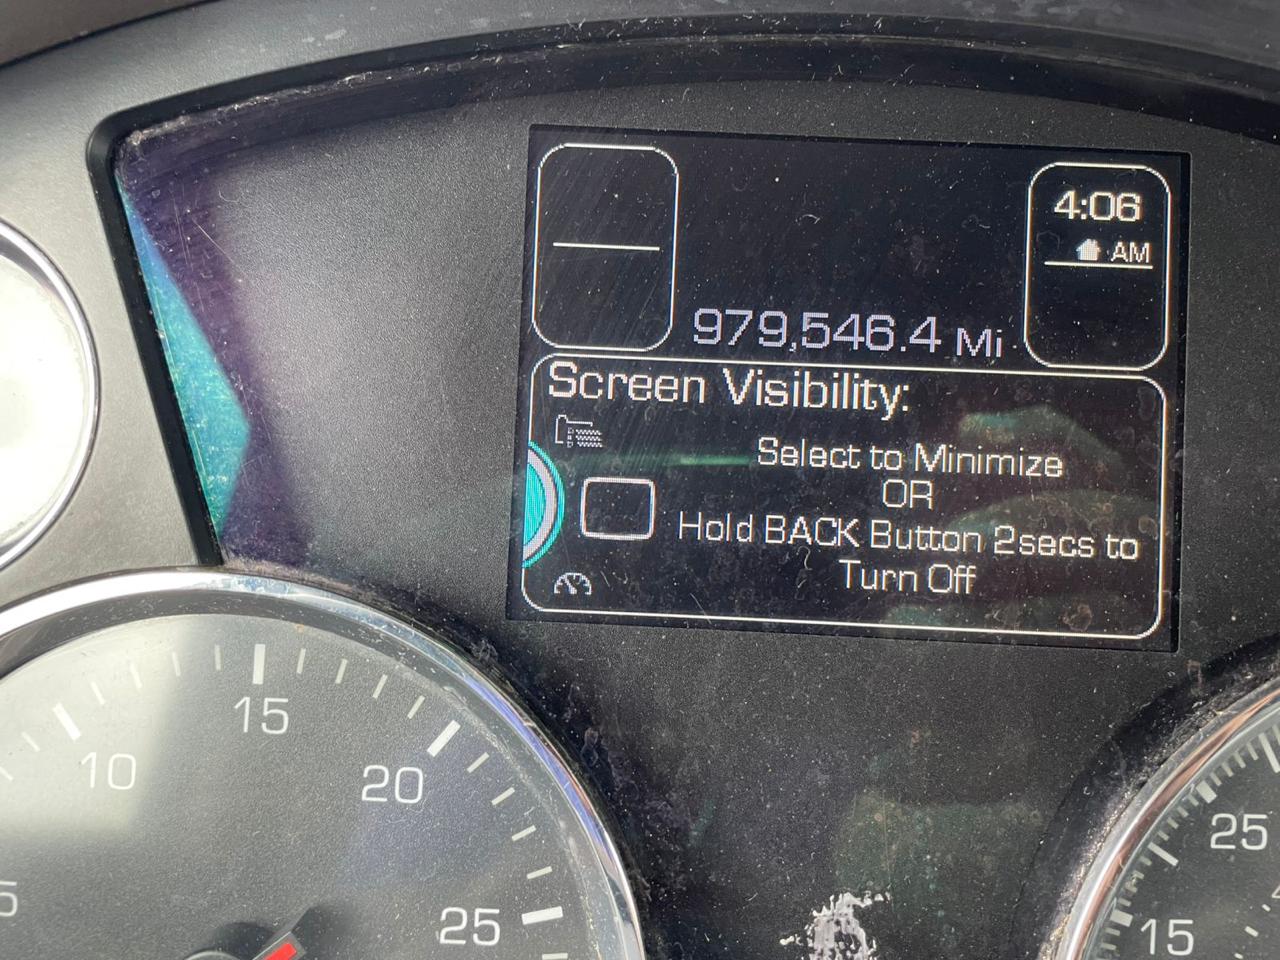 4:06
AM
979,546.4 Mi
Screen Visibility:
Select to Minimize
OR
Hold BACK Button 2secs to
Turn Off
5
10
15
20
25
15
25